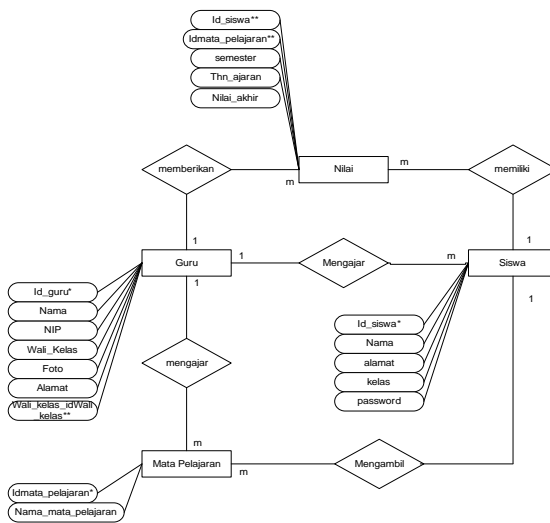 Id_siswa**
Idmata_pelajaran**
semester
Thn_ajaran
Nilai_akhir
memberikan
m
Nilai
m
memiliki
1
1
Guru
1
Mengajar
m
Siswa
1
1
Id_guru*
Nama
NIP
Wali_Kelas
Foto
Alamat
Wali_kelas_idWali
_kelas**
mengajar
Id_siswa*
Nama
alamat
kelas
password
m
Mata Pelajaran
m
Mengambil
Idmata_pelajaran*
Nama_mata_pelajaran